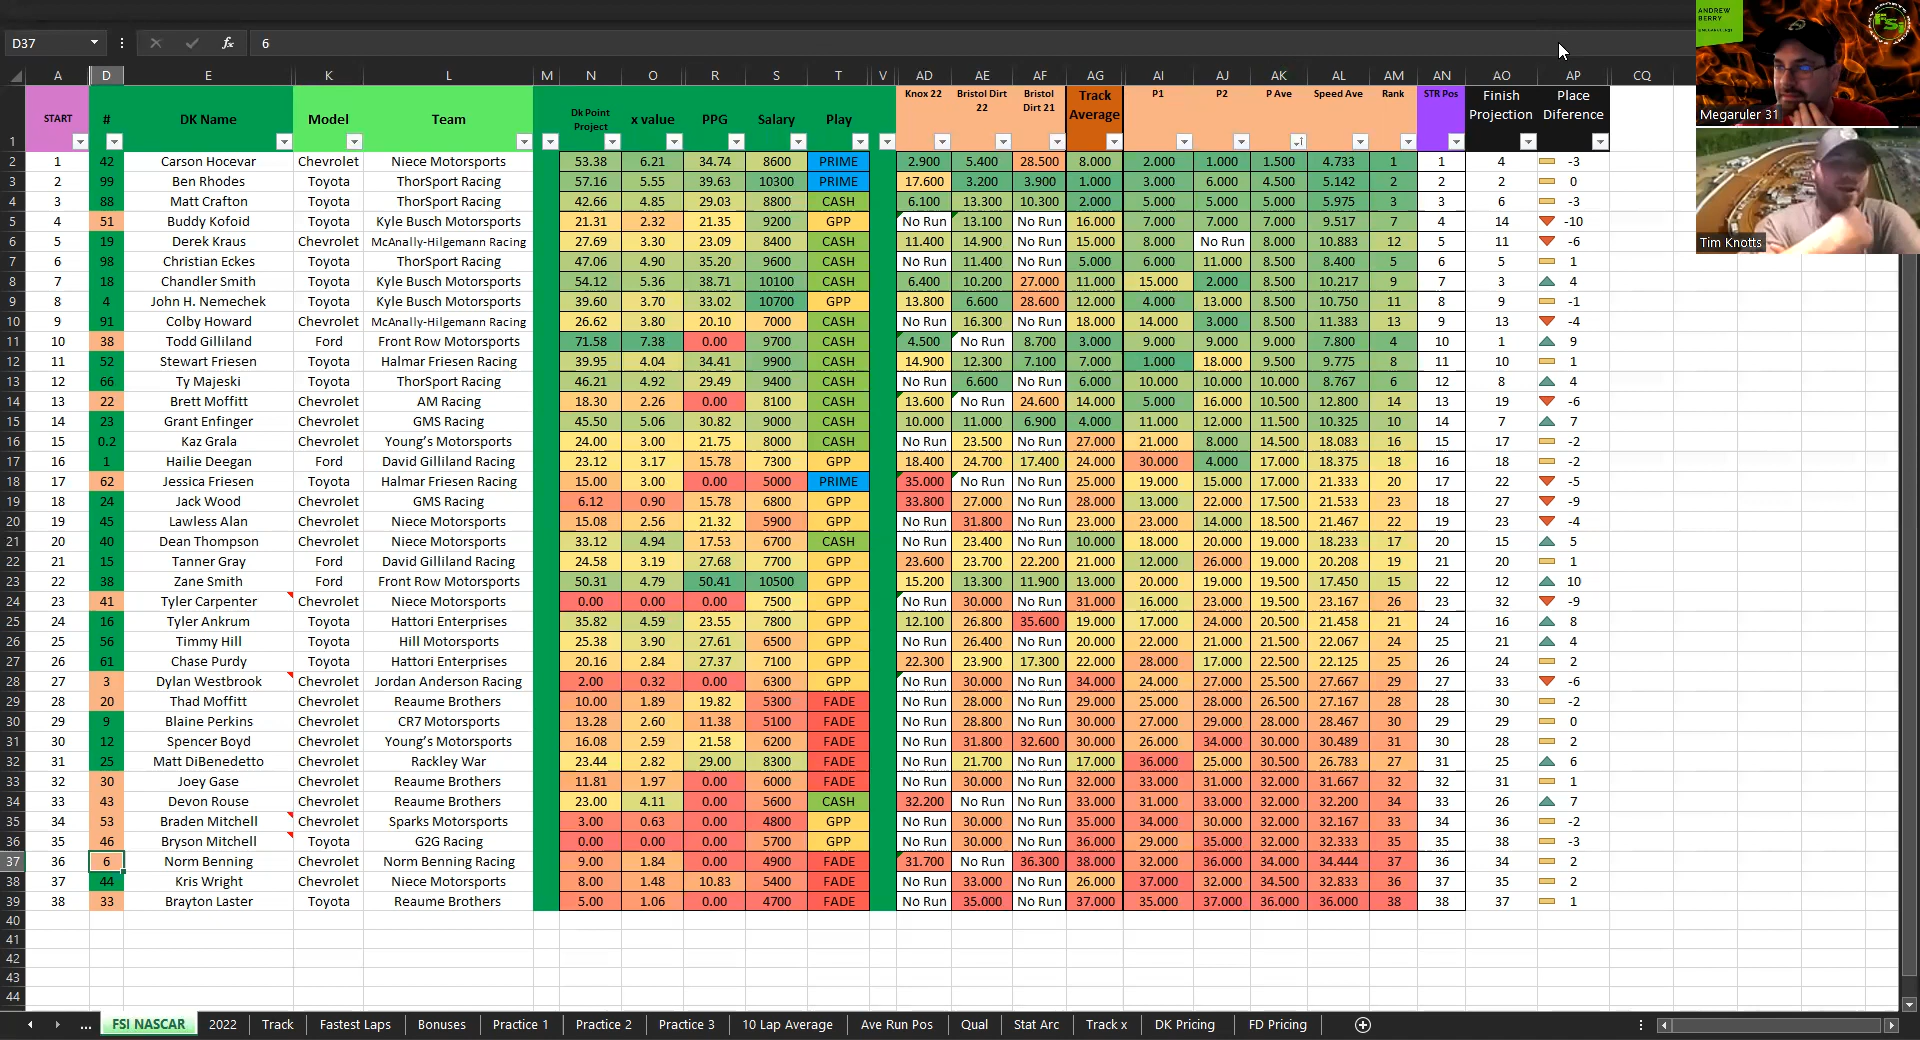 D37 fx 6
ANDREW BERRY
FSi
Megaruler 31
Tim Knotts
A D E K L M N O R S T V AD AE AF AG AI AJ AK AL AM AN AO AP CQ
1 START # DK Name Model Team Dk Point Project x value PPG Salary Play Knox 22 Bristol Dirt 22 Bristol Dirt 21 Track Average P1 P2 P Ave Speed Ave Rank STR Pos Finish Projection Place Diference
2 1 42 Carson Hocevar Chevrolet Niece Motorsports 53.38 6.21 34.74 8600 PRIME 2.900 5.400 28.500 8.000 2.000 1.000 1.500 4.733 1 1 4 -3
3 2 99 Ben Rhodes Toyota ThorSport Racing 57.16 5.55 39.63 10300 PRIME 17.600 3.200 3.900 1.000 3.000 6.000 4.500 5.142 2 2 2 0
4 3 88 Matt Crafton Toyota ThorSport Racing 42.66 4.85 29.03 8800 CASH 6.100 13.300 10.300 2.000 5.000 5.000 5.000 5.975 3 3 6 -3
5 4 51 Buddy Kofoid Toyota Kyle Busch Motorsports 21.31 2.32 21.35 9200 GPP No Run 13.100 No Run 16.000 7.000 7.000 7.000 9.517 7 4 14 -10
6 5 19 Derek Kraus Chevrolet McAnally-Hilgemann Racing 27.69 3.30 23.09 8400 CASH 11.400 14.900 No Run 15.000 8.000 No Run 8.000 10.883 12 5 11 -6
7 6 98 Christian Eckes Toyota ThorSport Racing 47.06 4.90 35.20 9600 CASH No Run 11.400 No Run 5.000 6.000 11.000 8.500 8.400 5 6 5 1
8 7 18 Chandler Smith Toyota Kyle Busch Motorsports 54.12 5.36 38.71 10100 CASH 6.400 10.200 27.000 11.000 15.000 2.000 8.500 10.217 9 7 3 4
9 8 4 John H. Nemechek Toyota Kyle Busch Motorsports 39.60 3.70 33.02 10700 GPP 13.800 6.600 28.600 12.000 4.000 13.000 8.500 10.750 11 8 9 -1
10 9 91 Colby Howard Chevrolet McAnally-Hilgemann Racing 26.62 3.80 20.10 7000 CASH No Run 16.300 No Run 18.000 14.000 3.000 8.500 11.383 13 9 13 -4
11 10 38 Todd Gilliland Ford Front Row Motorsports 71.58 7.38 0.00 9700 CASH 4.500 No Run 8.700 3.000 9.000 9.000 9.000 7.800 4 10 1 9
12 11 52 Stewart Friesen Toyota Halmar Friesen Racing 39.95 4.04 34.41 9900 CASH 14.900 12.300 7.100 7.000 1.000 18.000 9.500 9.775 8 11 10 1
13 12 66 Ty Majeski Toyota ThorSport Racing 46.21 4.92 29.49 9400 CASH No Run 6.600 No Run 6.000 10.000 10.000 10.000 8.767 6 12 8 4
14 13 22 Brett Moffitt Chevrolet AM Racing 18.30 2.26 0.00 8100 CASH 13.600 No Run 24.600 14.000 5.000 16.000 10.500 12.800 14 13 19 -6
15 14 23 Grant Enfinger Chevrolet GMS Racing 45.50 5.06 30.82 9000 CASH 10.000 11.000 6.900 4.000 11.000 12.000 11.500 10.325 10 14 7 7
16 15 0.2 Kaz Grala Chevrolet Young's Motorsports 24.00 3.00 21.75 8000 CASH No Run 23.500 No Run 27.000 21.000 8.000 14.500 18.083 16 15 17 -2
17 16 1 Hailie Deegan Ford David Gilliland Racing 23.12 3.17 15.78 7300 GPP 18.400 24.700 17.400 24.000 30.000 4.000 17.000 18.375 18 16 18 -2
18 17 62 Jessica Friesen Toyota Halmar Friesen Racing 15.00 3.00 0.00 5000 PRIME 35.000 No Run No Run 25.000 19.000 15.000 17.000 21.333 20 17 22 -5
19 18 24 Jack Wood Chevrolet GMS Racing 6.12 0.90 15.78 6800 GPP 33.800 27.000 No Run 28.000 13.000 22.000 17.500 21.533 23 18 27 -9
20 19 45 Lawless Alan Chevrolet Niece Motorsports 15.08 2.56 21.32 5900 GPP No Run 31.800 No Run 23.000 23.000 14.000 18.500 21.467 22 19 23 -4
21 20 40 Dean Thompson Chevrolet Niece Motorsports 33.12 4.94 17.53 6700 CASH No Run 23.400 No Run 10.000 18.000 20.000 19.000 18.233 17 20 15 5
22 21 15 Tanner Gray Ford David Gilliland Racing 24.58 3.19 27.68 7700 GPP 23.600 23.700 22.200 21.000 12.000 26.000 19.000 20.208 19 21 20 1
23 22 38 Zane Smith Ford Front Row Motorsports 50.31 4.79 50.41 10500 GPP 15.200 13.300 11.900 13.000 20.000 19.000 19.500 17.450 15 22 12 10
24 23 41 Tyler Carpenter Chevrolet Niece Motorsports 0.00 0.00 0.00 7500 GPP No Run 30.000 No Run 31.000 16.000 23.000 19.500 23.167 26 23 32 -9
25 24 16 Tyler Ankrum Toyota Hattori Enterprises 35.82 4.59 23.55 7800 GPP 12.100 26.800 35.600 19.000 17.000 24.000 20.500 21.458 21 24 16 8
26 25 56 Timmy Hill Toyota Hill Motorsports 25.38 3.90 27.61 6500 GPP No Run 26.400 No Run 20.000 22.000 21.000 21.500 22.067 24 25 21 4
27 26 61 Chase Purdy Toyota Hattori Enterprises 20.16 2.84 27.37 7100 GPP 22.300 23.900 17.300 22.000 28.000 17.000 22.500 22.125 25 26 24 2
28 27 3 Dylan Westbrook Chevrolet Jordan Anderson Racing 2.00 0.32 0.00 6300 GPP No Run 30.000 No Run 34.000 24.000 27.000 25.500 27.667 29 27 33 -6
29 28 20 Thad Moffitt Chevrolet Reaume Brothers 10.00 1.89 19.82 5300 FADE No Run 28.000 No Run 29.000 25.000 28.000 26.500 27.167 28 28 30 -2
30 29 9 Blaine Perkins Chevrolet CR7 Motorsports 13.28 2.60 11.38 5100 FADE No Run 28.800 No Run 30.000 27.000 29.000 28.000 28.467 30 29 29 0
31 30 12 Spencer Boyd Chevrolet Young's Motorsports 16.08 2.59 21.58 6200 FADE No Run 31.800 32.600 32.000 26.000 34.000 30.000 30.489 31 30 28 2
32 31 25 Matt DiBenedetto Chevrolet Rackley War 23.44 2.82 29.00 8300 FADE No Run 21.700 No Run 17.000 36.000 25.000 30.500 26.783 27 31 25 6
33 32 30 Joey Gase Chevrolet Reaume Brothers 11.81 1.97 0.00 6000 FADE No Run 30.000 No Run 32.000 33.000 31.000 32.000 31.667 32 32 31 1
34 33 43 Devon Rouse Chevrolet Reaume Brothers 23.00 4.11 0.00 5600 CASH 32.200 No Run No Run 33.000 31.000 33.000 32.000 32.200 34 33 26 7
35 34 53 Braden Mitchell Chevrolet Sparks Motorsports 3.00 0.63 0.00 4800 GPP No Run 30.000 No Run 35.000 34.000 30.000 32.000 32.167 33 34 36 -2
36 35 46 Bryson Mitchell Toyota G2G Racing 0.00 0.00 0.00 5700 GPP No Run 30.000 No Run 36.000 29.000 35.000 32.000 32.333 35 35 38 -3
37 36 6 Norm Benning Chevrolet Norm Benning Racing 9.00 1.84 0.00 4900 FADE 31.700 No Run 36.300 38.000 32.000 36.000 34.000 34.444 37 36 34 2
38 37 44 Kris Wright Chevrolet Niece Motorsports 8.00 1.48 10.83 5400 FADE No Run 33.000 No Run 26.000 37.000 32.000 34.500 32.833 36 37 35 2
39 38 33 Brayton Laster Toyota Reaume Brothers 5.00 1.06 0.00 4700 FADE No Run 35.000 No Run 37.000 35.000 37.000 36.000 36.000 38 38 37 1
40
41
42
43
44
... FSI NASCAR 2022 Track Fastest Laps Bonuses Practice 1 Practice 2 Practice 3 10 Lap Average Ave Run Pos Qual Stat Arc Track x DK Pricing FD Pricing